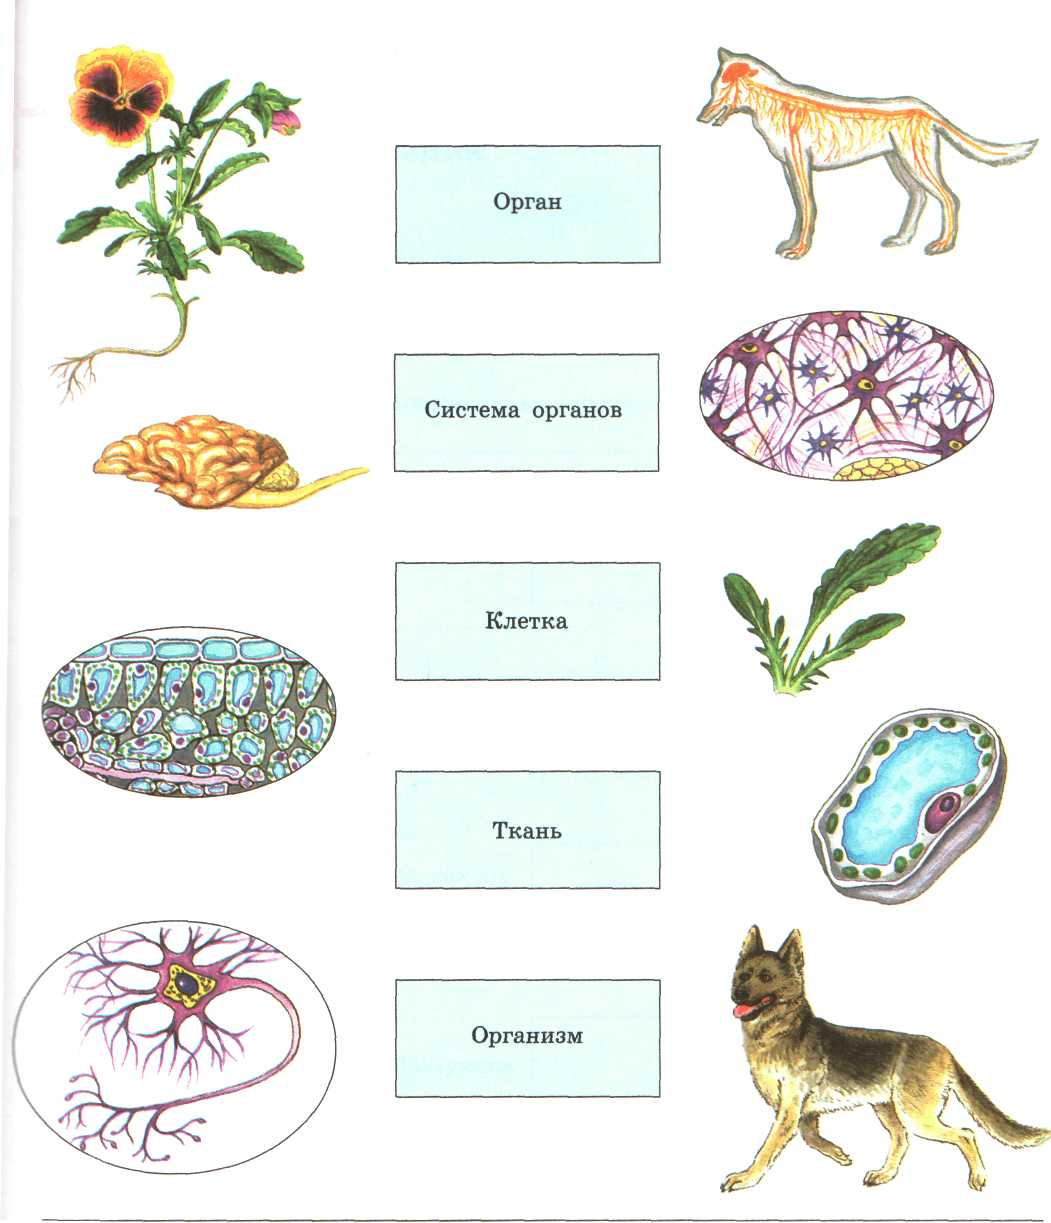 Орган
Система органов
Клетка
Ткань
Организм